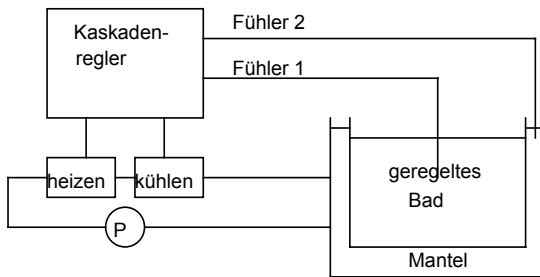 Kaskaden-
regler
Fühler 2
Fühler 1
heizen
kühlen
geregeltes
Bad
P
Mantel